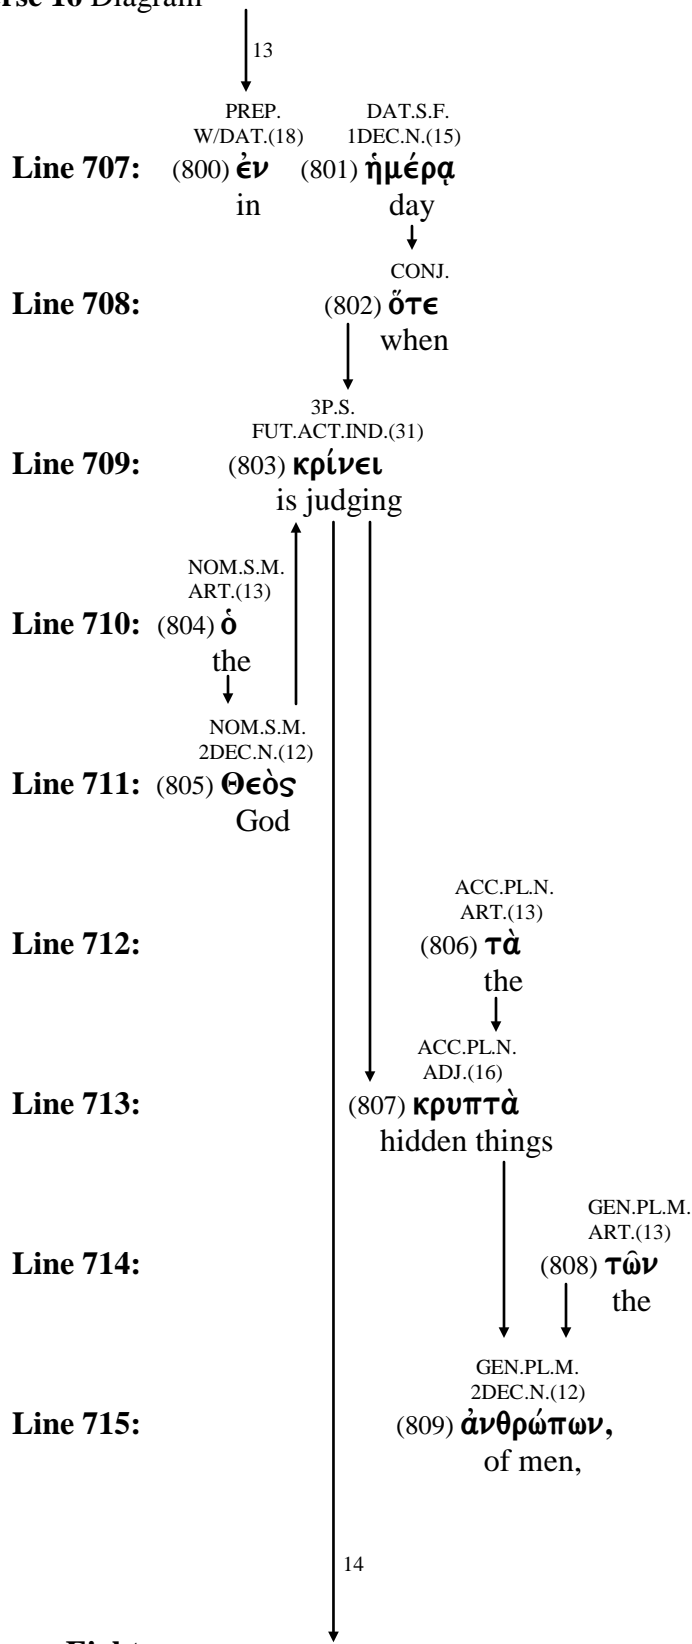 Diagram
13
PREP. DAT.S.F.
W/DAT.(18) 1DEC.N.(15)
Line 707: (800) ἐν (801) ἡμέρᾳ
in day
CONJ.
Line 708: (802) ὅτε
when
3P.S.
FUT.ACT.IND.(31)
Line 709: (803) κρίνει
is judging
NOM.S.M.
ART.(13)
Line 710: (804) ὁ
the
NOM.S.M.
2DEC.N.(12)
Line 711: (805) Θεὸς
God
ACC.PL.N.
ART.(13)
Line 712: (806) τὰ
the
ACC.PL.N.
ADJ.(16)
Line 713: (807) κρυπτὰ
hidden things
GEN.PL.M.
ART.(13)
Line 714: (808) τῶν
the
GEN.PL.M.
2DEC.N.(12)
Line 715: (809) ἀνθρώπων,
of men,
14